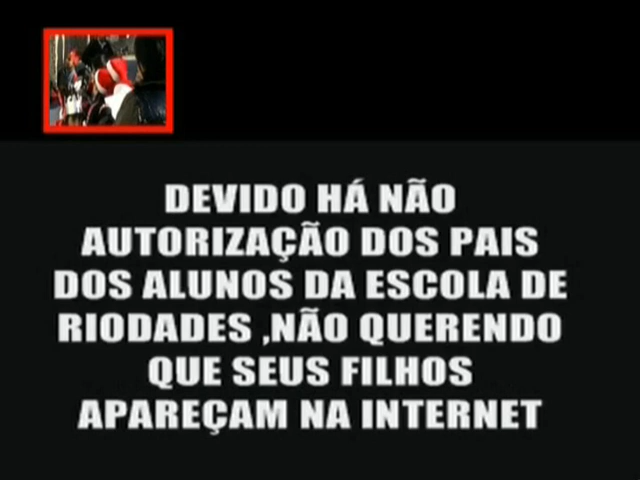 DEVIDO HÁ NÃO
AUTORIZAÇÃO DOS PAIS
DOS ALUNOS DA ESCOLA DE
RIODADES ,NÃO QUERENDO
QUE SEUS FILHOS
APAREÇAM NA INTERNET